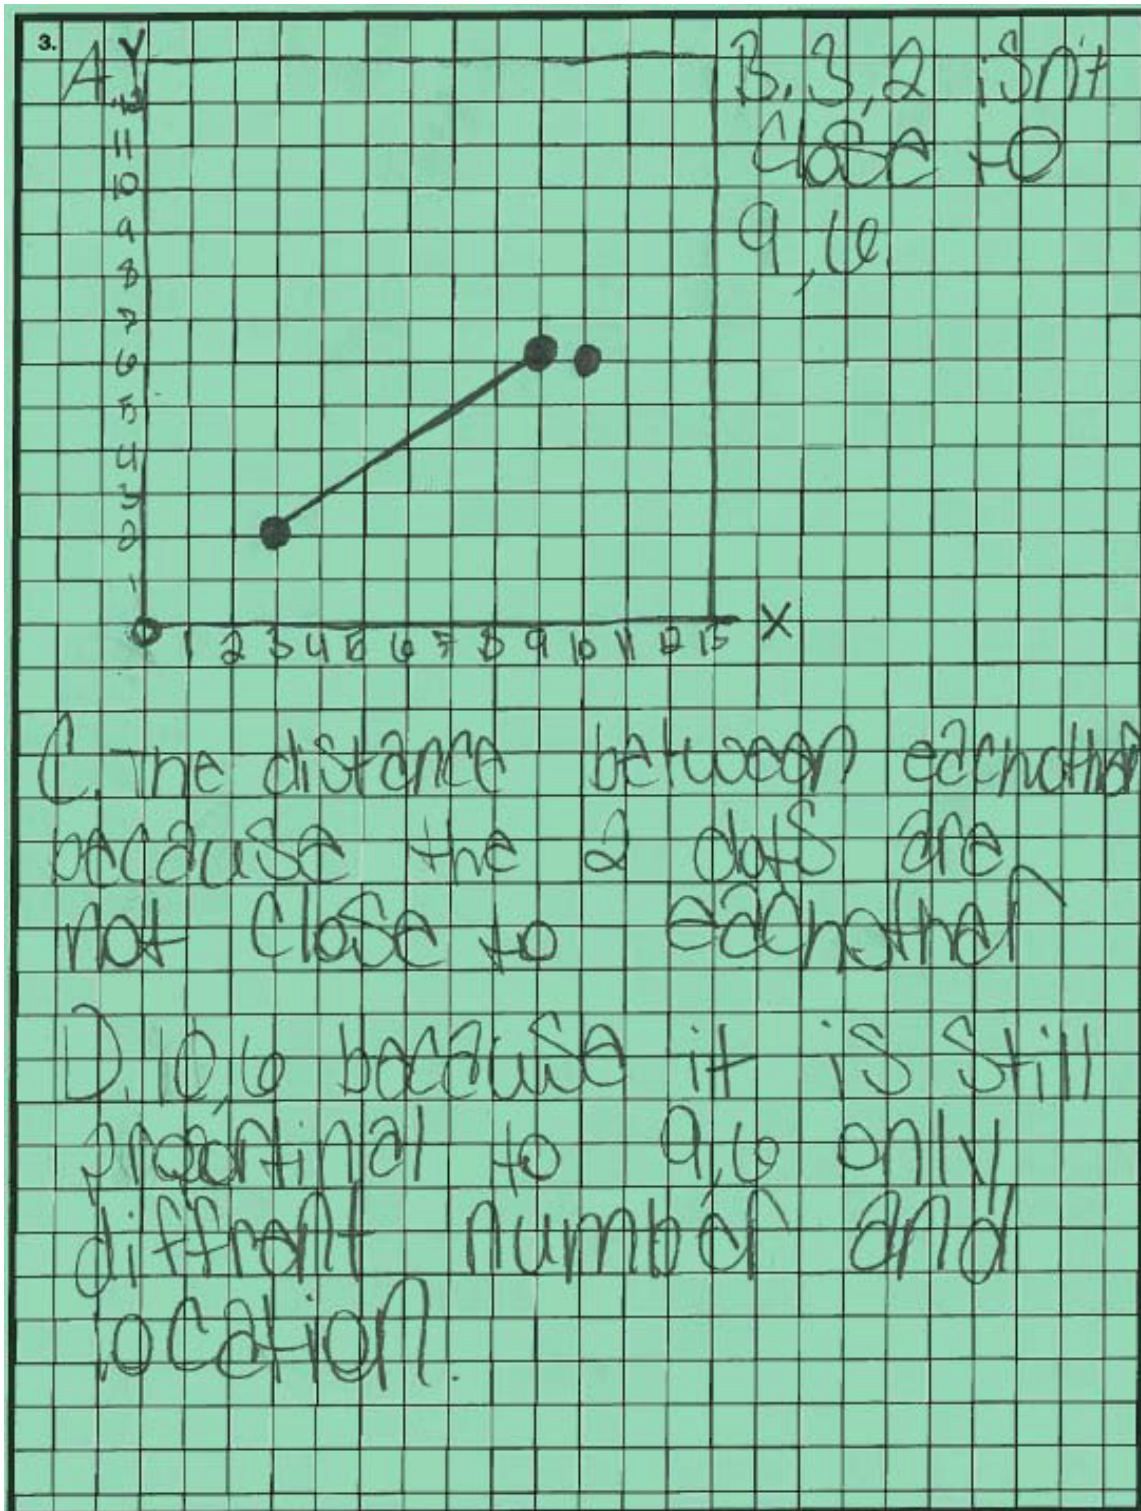 3.
A. Y
B. 3, 2 isn't
close to
9, 6.
12
11
10
9
8
7
6
5
4
3
2
1
0 1 2 3 4 5 6 7 8 9 10 11 12 13 X
C. The distance between eachother
because the 2 dots are
not close to eachother
D. 10,6 because it is still
proportinal to 9,6 only
diffrent number and
location.